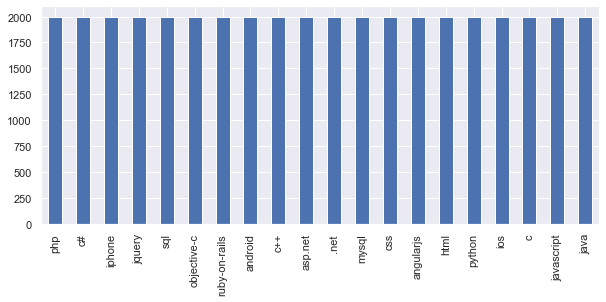 2000
1750
1500
1250
1000
750
500
250
0
php
c#
iphone
jquery
sql
objective-c
ruby-on-rails
android
c++
asp.net
.net
mysql
css
angularjs
html
python
ios
c
javascript
java